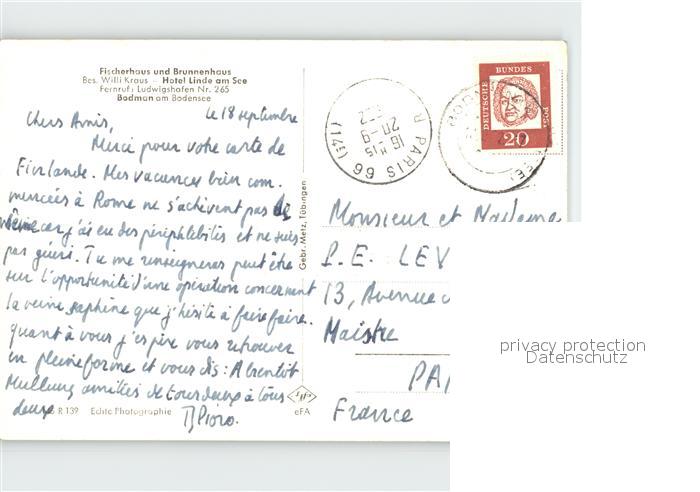 Fischerhaus und Brunnenhaus
Bes. Willi Kraus – Hotel Linde am See
Fernruf: Ludwigshafen Nr. 265
Bodman am Bodensee
le 18 septembre
Chers Amis,
Merci pour votre carte de
Finlande. Mes vacances bien com
mencées à Rome ne s'achèvent pas de
même car j'ai eu des périphlébites et ne suis
pas guéri. Tu me renseigneras peut être
sur l'opportunité d'une opération concernant
la veine saphène que j'hésite à faire faire.
quant à vous j'espère vous retrouver
en pleine forme et vous dis : A bientôt
Meilleures amitiés de tous deux à tous
deux
R 139 Echte Photographie
eFA
Gebr. Metz, Tübingen
PARIS 66 (14e)
DEUTSCHE BUNDES POST
20
Monsieur et Madame
P. E. LEV
13, Avenue
Maistre
PA
France
privacy protection
Datenschutz